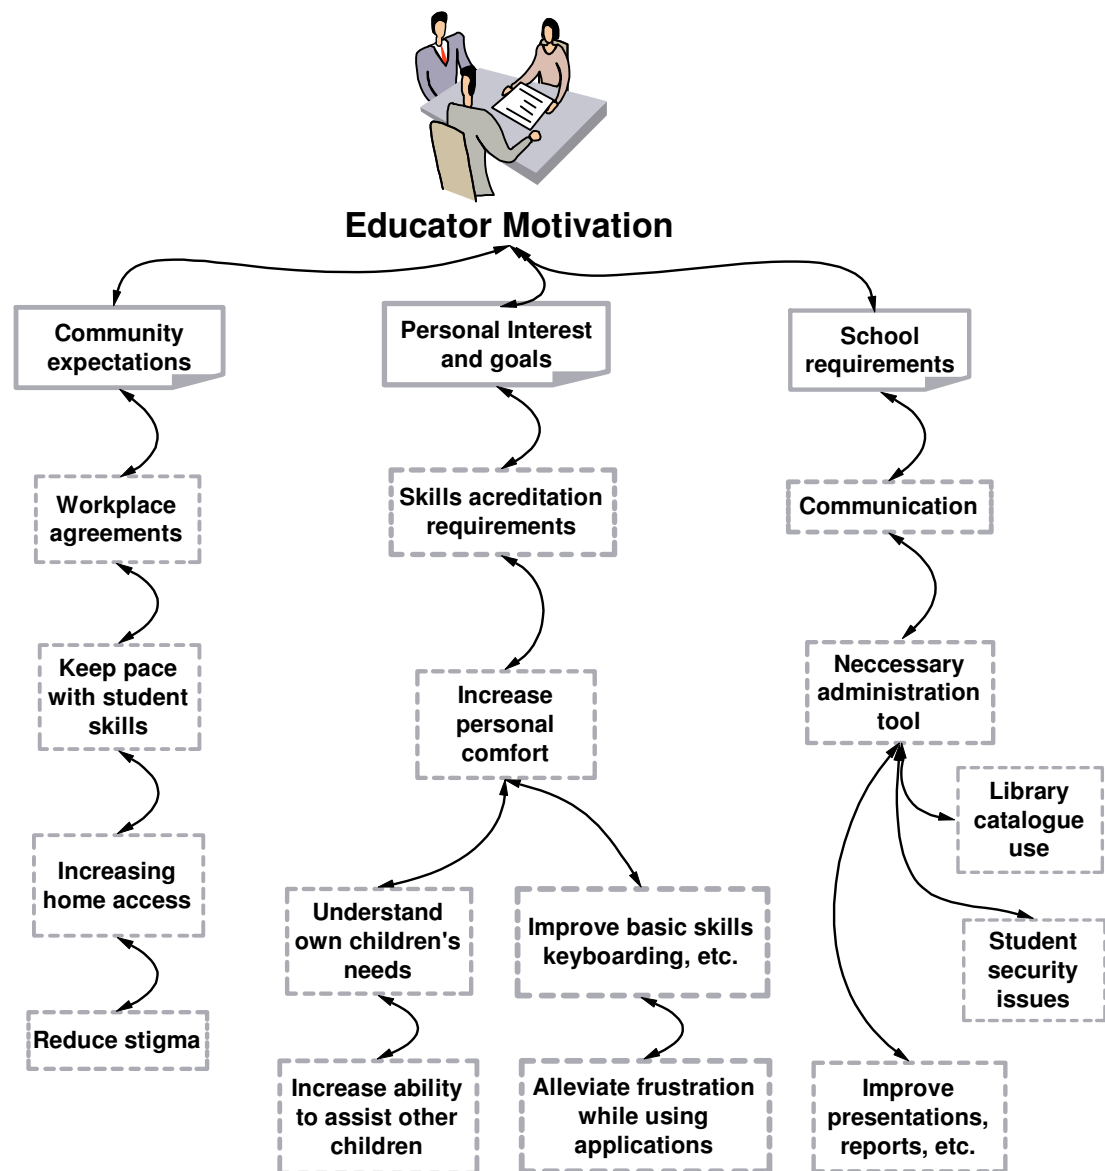 Educator Motivation
Community
expectations
Personal Interest
and goals
School
requirements
Workplace
agreements
Skills acreditation
requirements
Communication
Keep pace
with student
skills
Increase
personal
comfort
Neccessary
administration
tool
Library
catalogue
use
Increasing
home access
Understand
own children's
needs
Improve basic skills
keyboarding, etc.
Student
security
issues
Reduce stigma
Increase ability
to assist other
children
Alleviate frustration
while using
applications
Improve
presentations,
reports, etc.